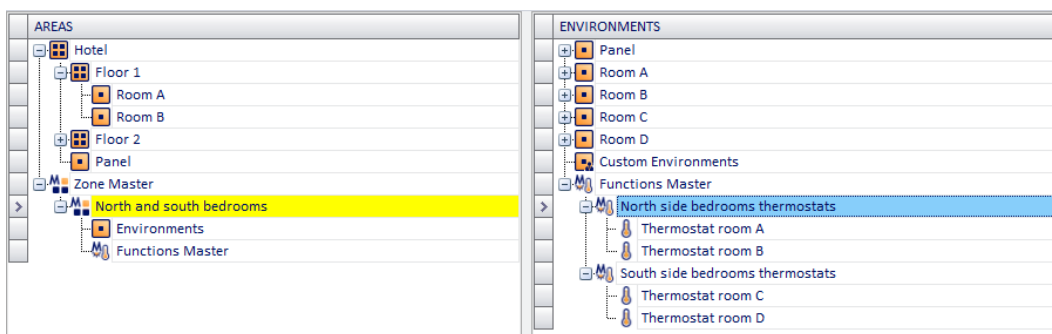 AREAS
Hotel
Floor 1
Room A
Room B
Floor 2
Panel
Zone Master
North and south bedrooms
Environments
Functions Master
ENVIRONMENTS
Panel
Room A
Room B
Room C
Room D
Custom Environments
Functions Master
North side bedrooms thermostats
Thermostat room A
Thermostat room B
South side bedrooms thermostats
Thermostat room C
Thermostat room D